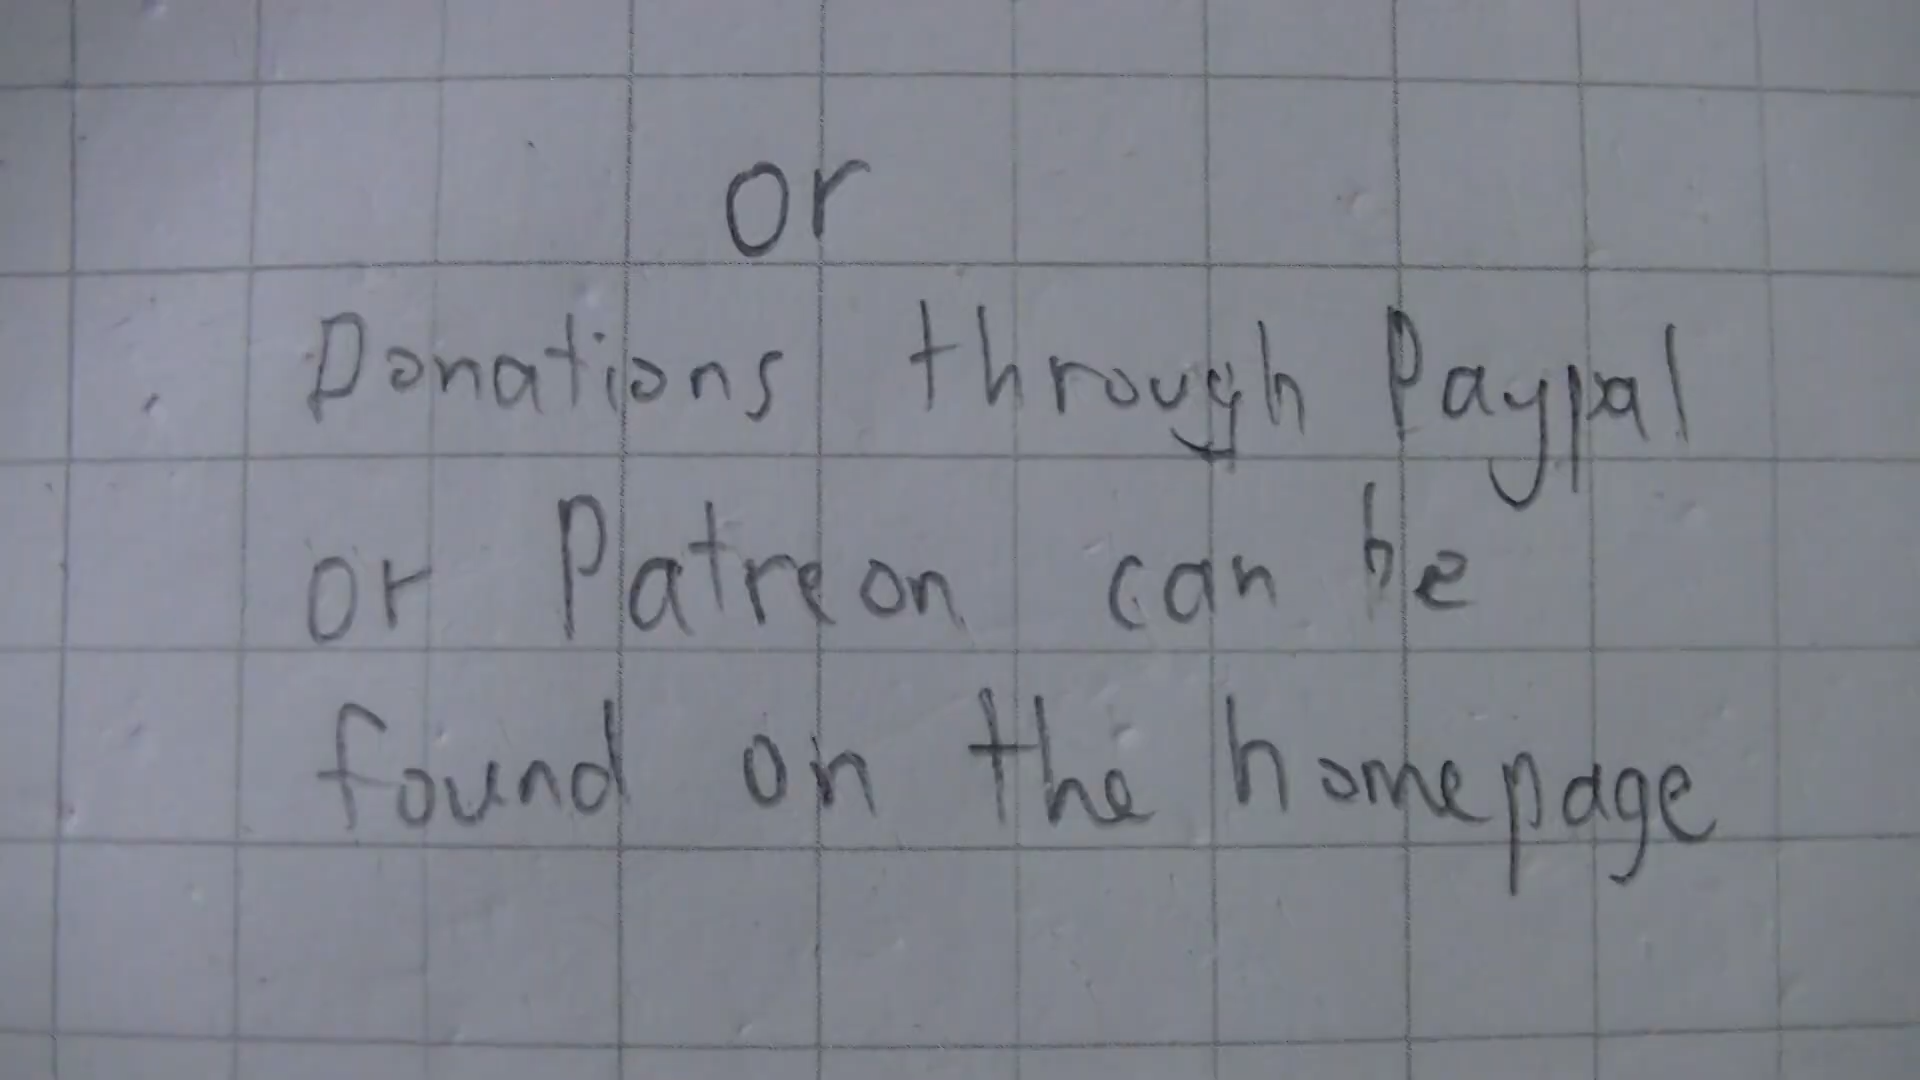 or
Donations through Paypal
or Patreon can be
found on the homepage